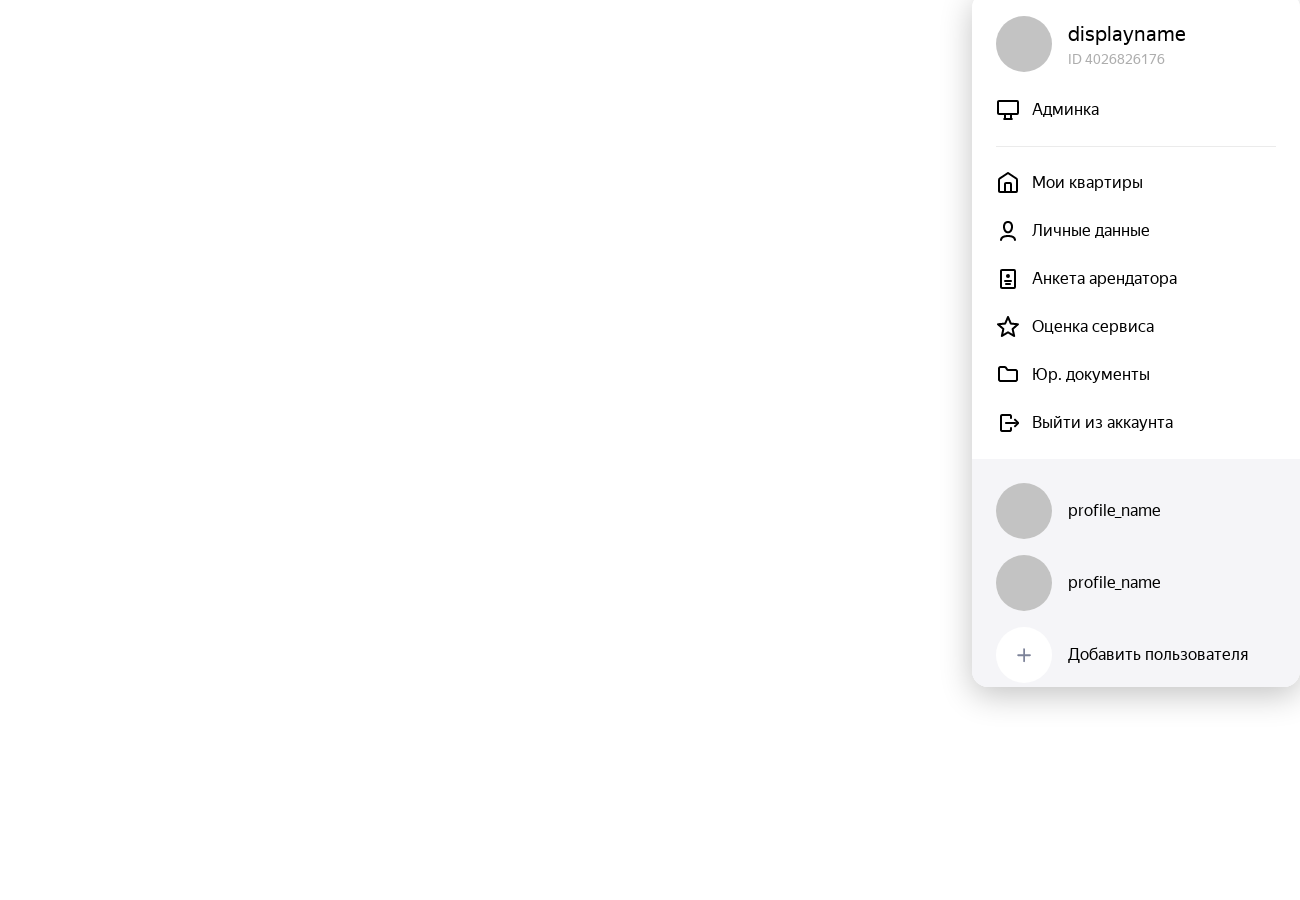 displayname
ID 4026826176
Админка
Мои квартиры
Личные данные
Анкета арендатора
Оценка сервиса
Юр. документы
Выйти из аккаунта
profile_name
profile_name
Добавить пользователя